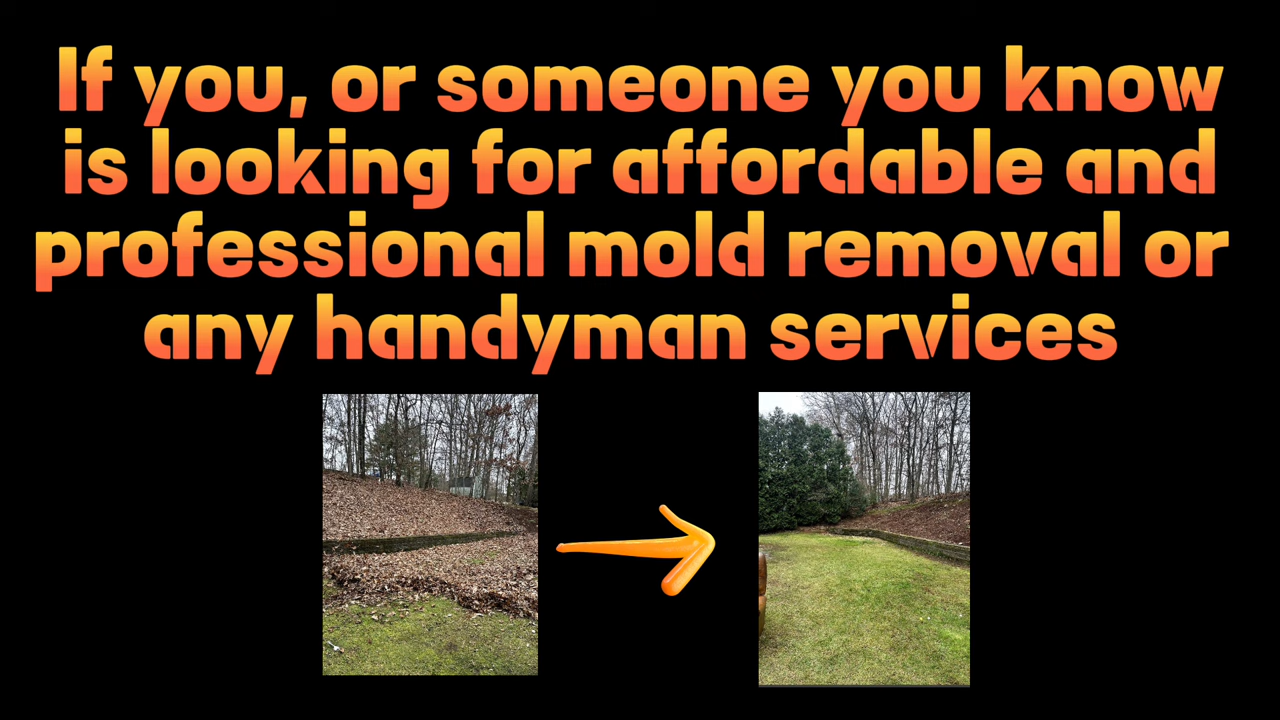 If you, or someone you know
is looking for affordable and
professional mold removal or
any handyman services